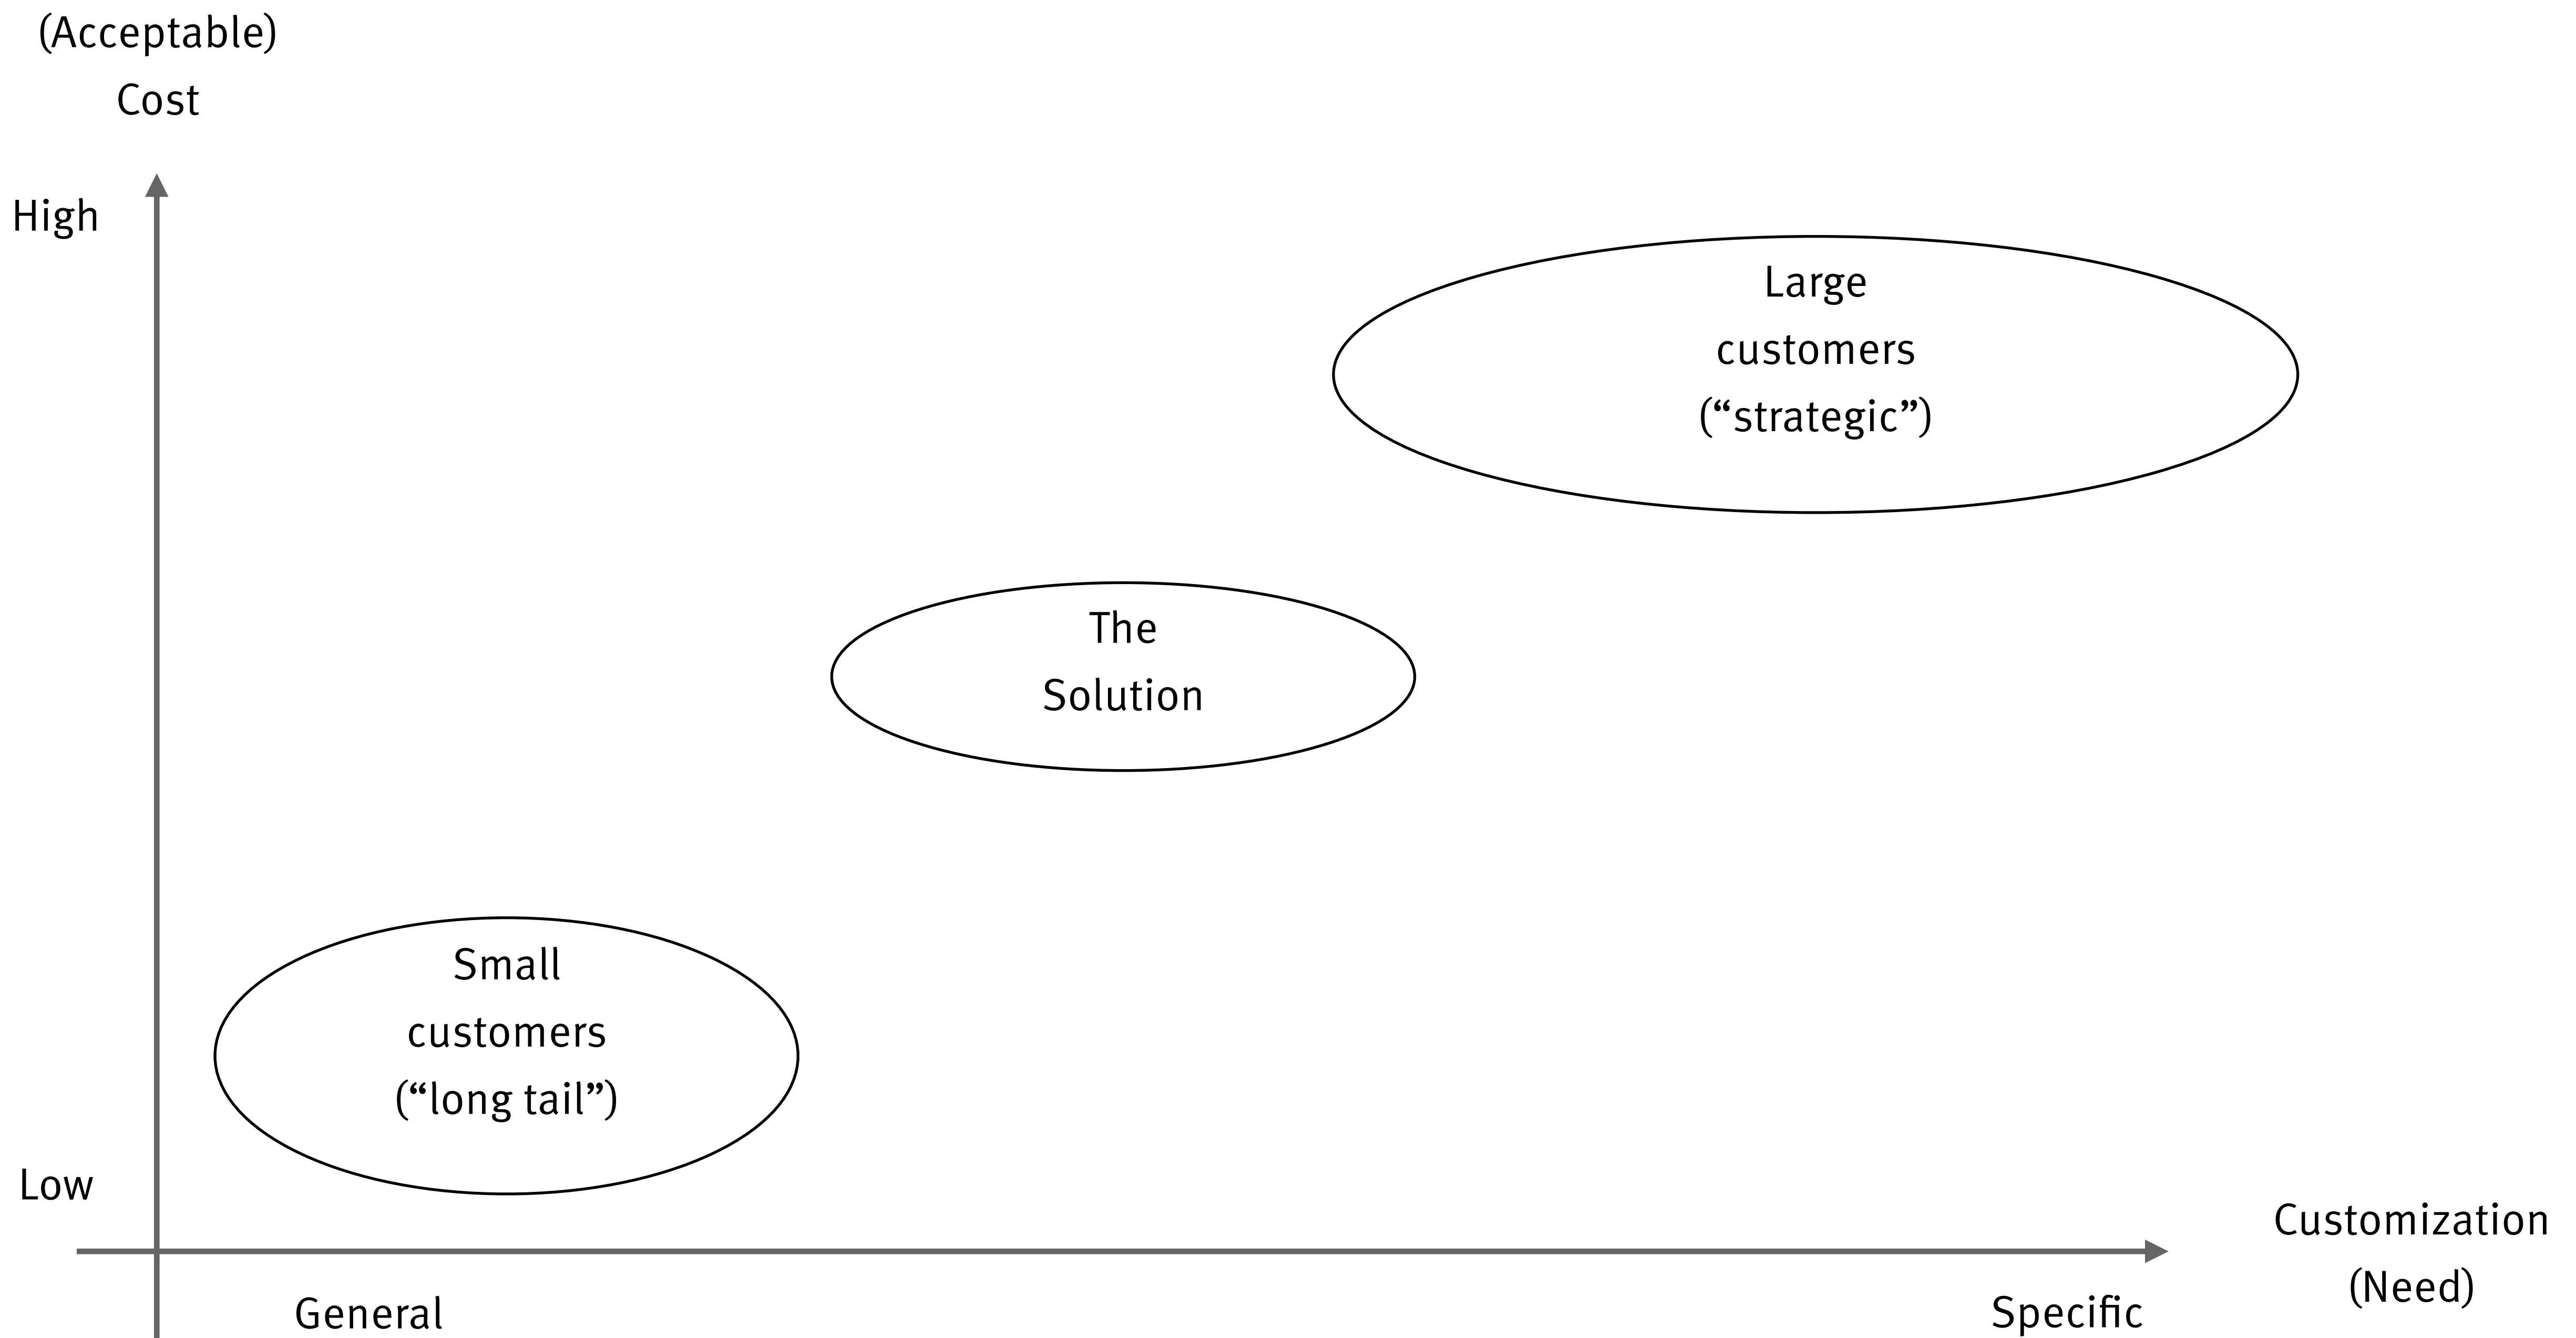 (Acceptable)
Cost
High
Large
customers
(“strategic”)
The
Solution
Small
customers
(“long tail”)
Low
Customization
(Need)
General
Specific